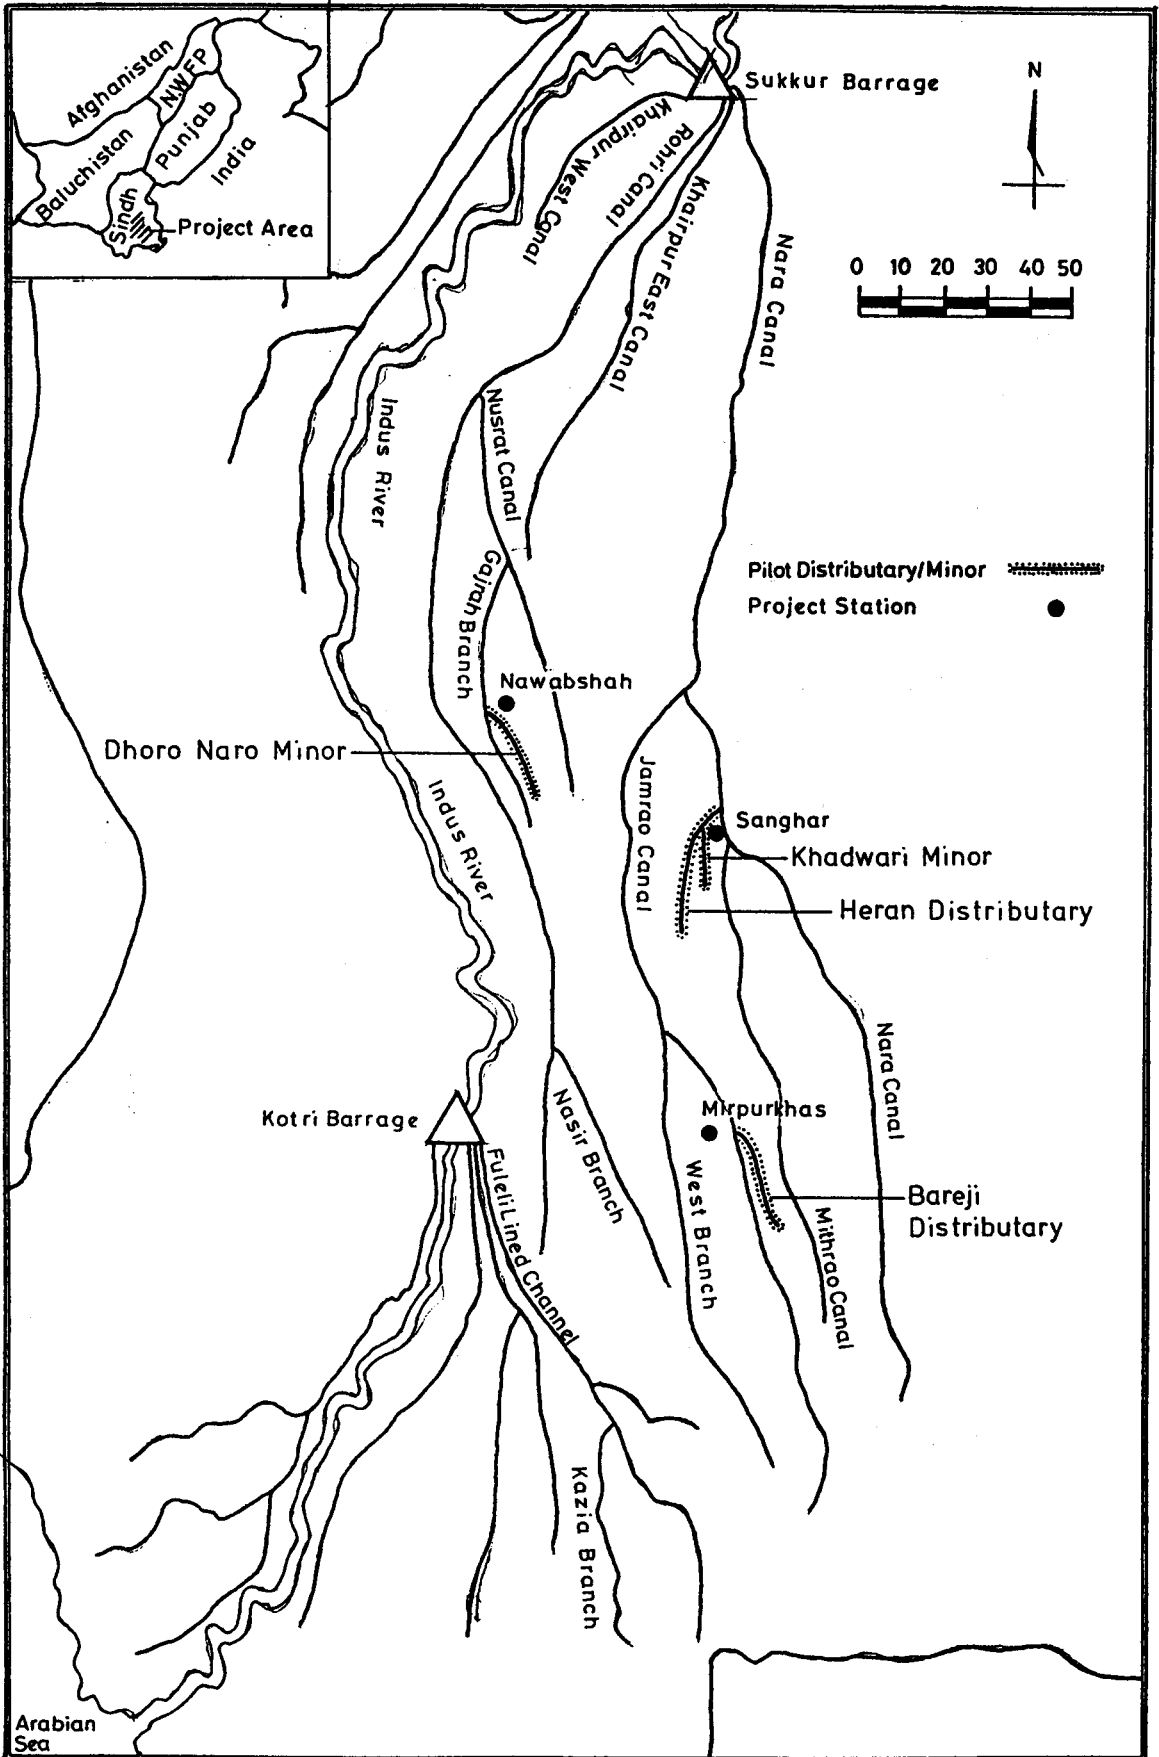 Afghanistan
N.W.F.P
Punjab
India
Baluchistan
Sindh
Project Area
Sukkur Barrage
N
Khairpur West Canal
Rohri Canal
Khairpur East Canal
Nara Canal
0 10 20 30 40 50
Indus River
Nusrat Canal
Gajrah Branch
Pilot Distributary/Minor
Project Station
Nawabshah
Dhoro Naro Minor
Indus River
Jamrao Canal
Sanghar
Khadwari Minor
Heran Distributary
Nara Canal
Kotri Barrage
Nasir Branch
Mirpurkhas
Fuleli Lined Channel
West Branch
Bareji
Distributary
Mithrao Canal
Kazia Branch
Arabian
Sea